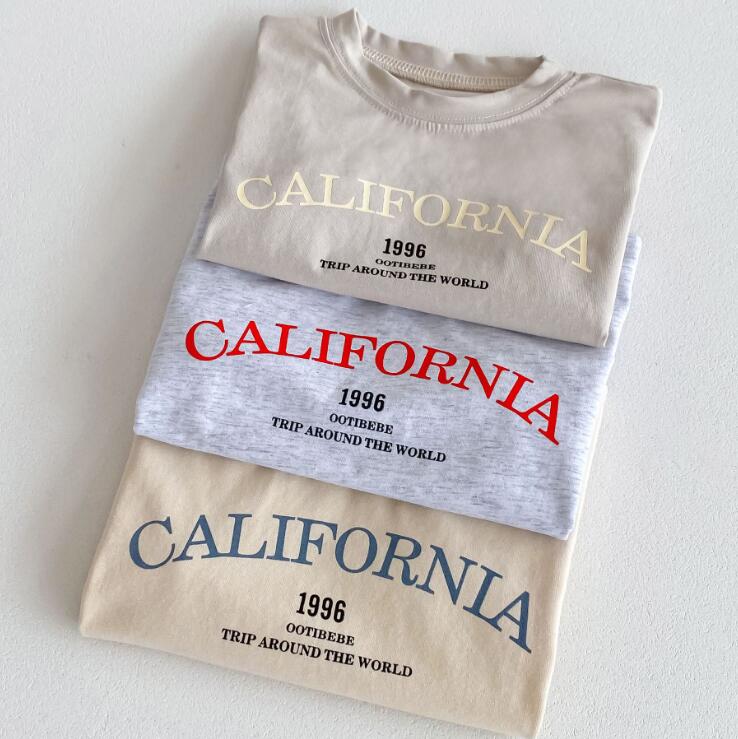 CALIFORNIA
1996
OOTIBEBE
TRIP AROUND THE WORLD
CALIFORNIA
1996
OOTIBEBE
TRIP AROUND THE WORLD
CALIFORNIA
1996
OOTIBEBE
TRIP AROUND THE WORLD